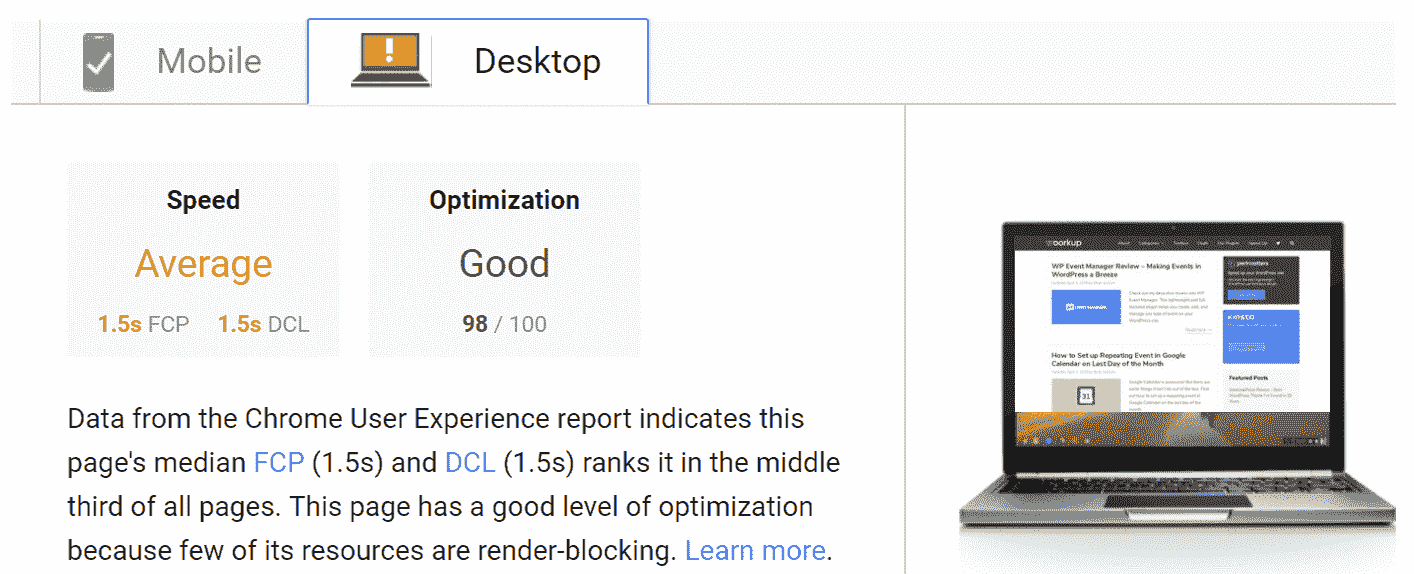 Mobile
Desktop
Speed
Average
1.5s FCP 1.5s DCL
Optimization
Good
98 / 100
Data from the Chrome User Experience report indicates this
page's median FCP (1.5s) and DCL (1.5s) ranks it in the middle
third of all pages. This page has a good level of optimization
because few of its resources are render-blocking. Learn more.
WP Event Manager Review – Making Events in
WordPress a Breeze
How to Set up Repeating Event in Google
Calendar on Last Day of the Month
31
Featured Posts